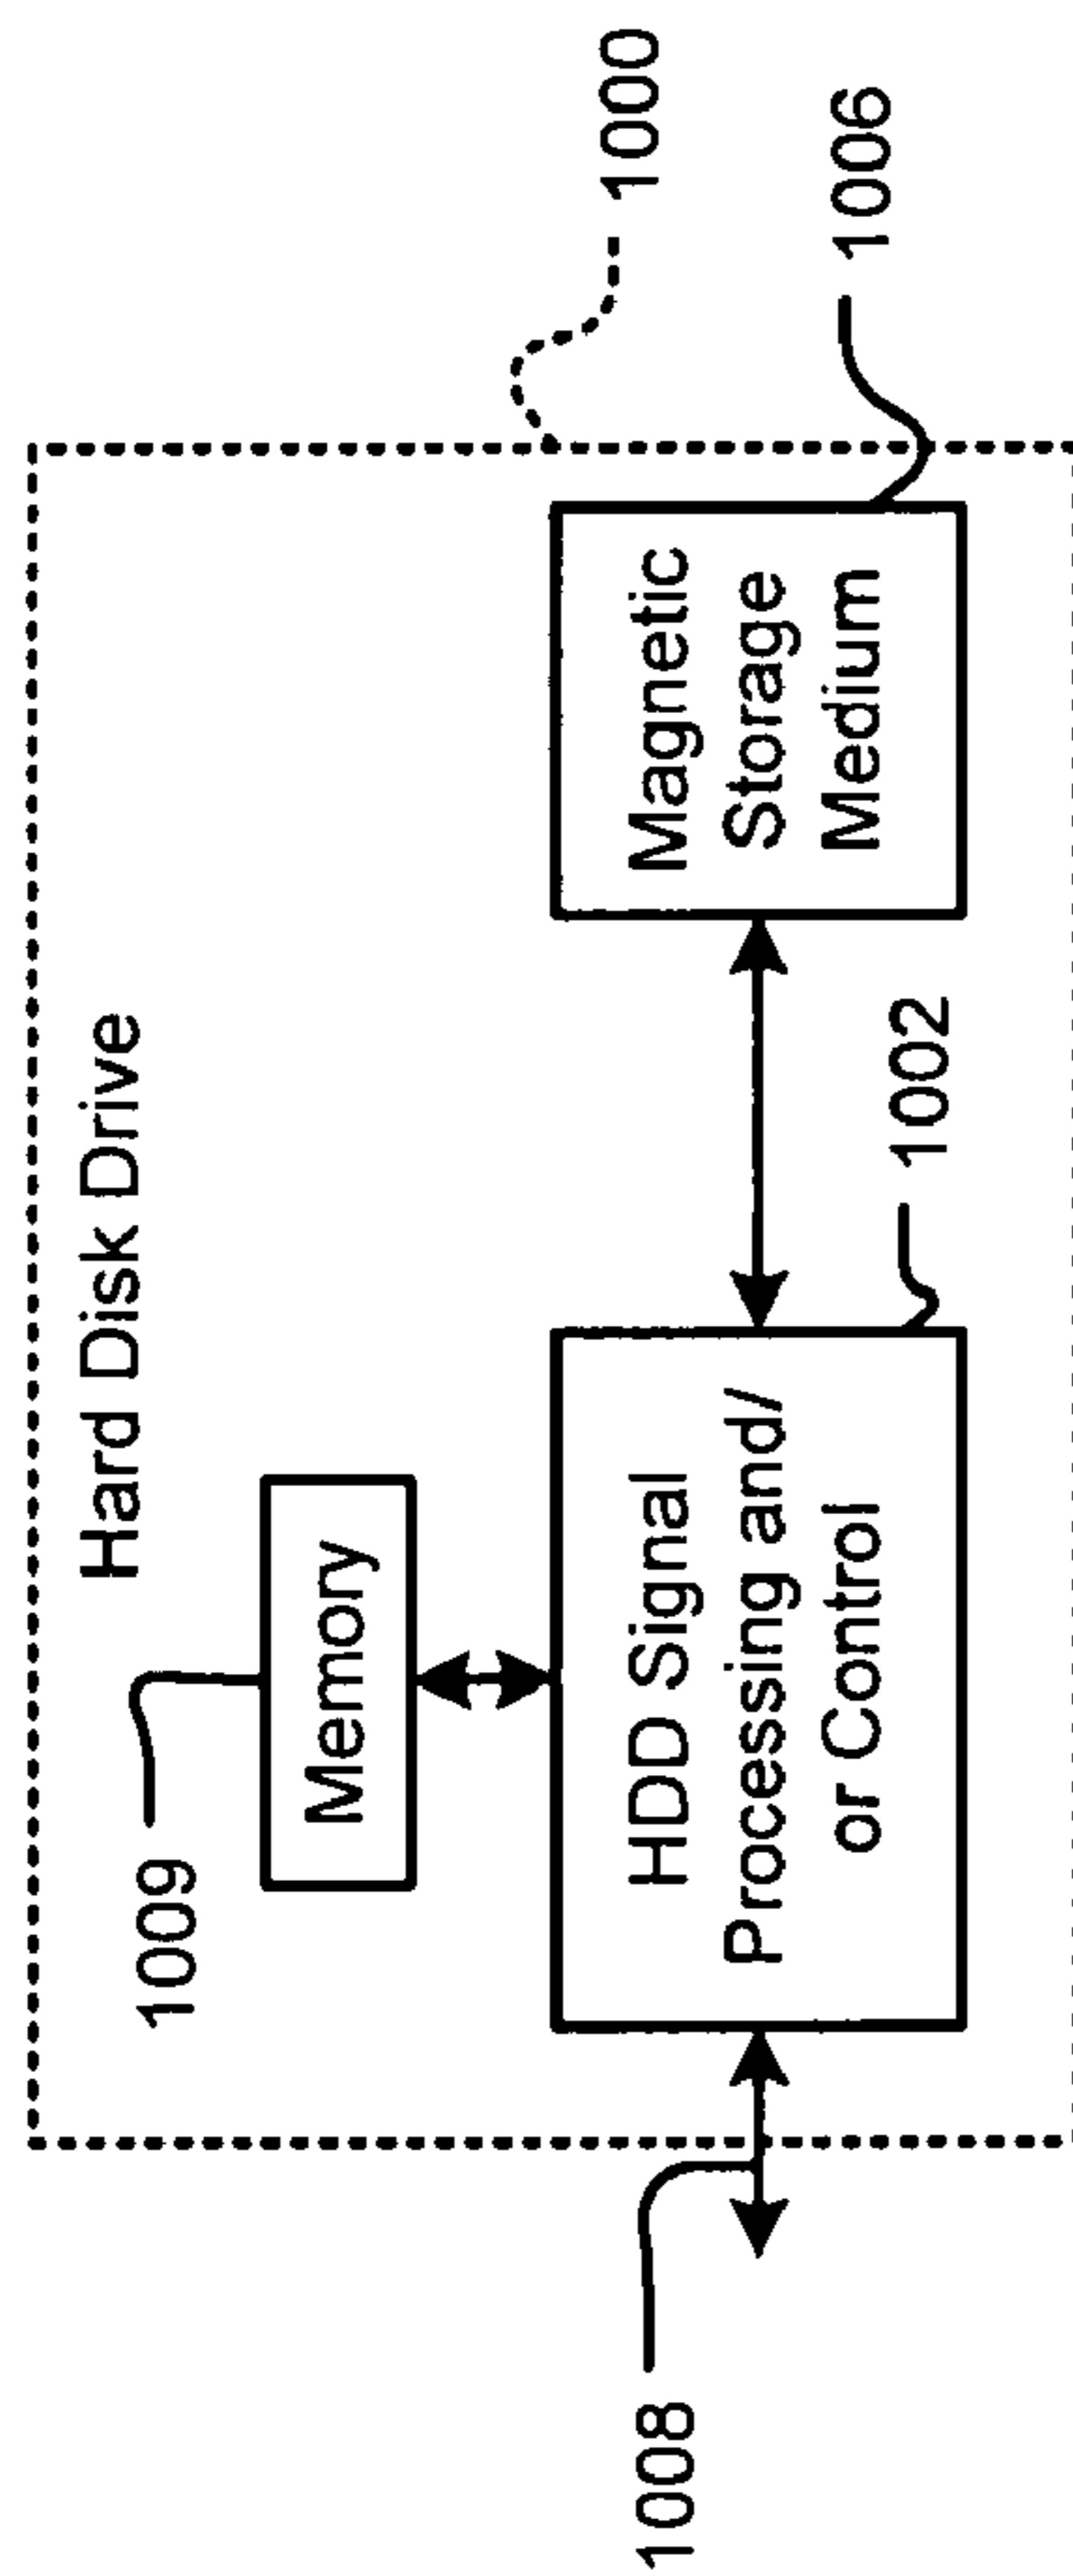 Hard Disk Drive
1000
1009
Memory
1008
HDD Signal
Processing and/
or Control
1002
Magnetic
Storage
Medium
1006